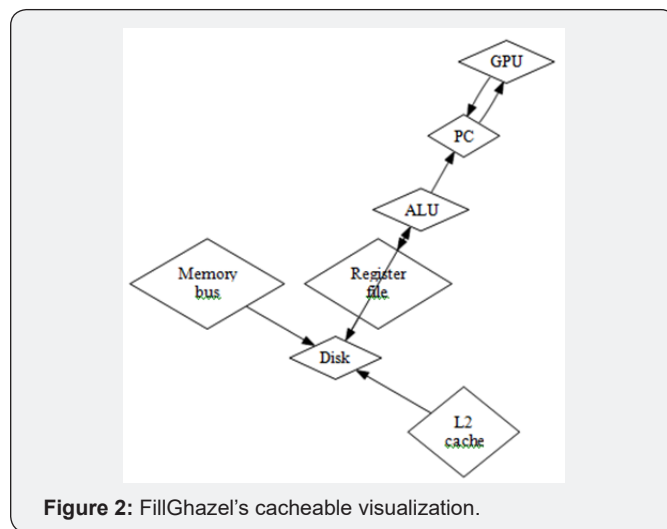 GPU
PC
ALU
Memory
bus
Register
file
Disk
L2
cache
Figure 2: FillGhazel's cacheable visualization.